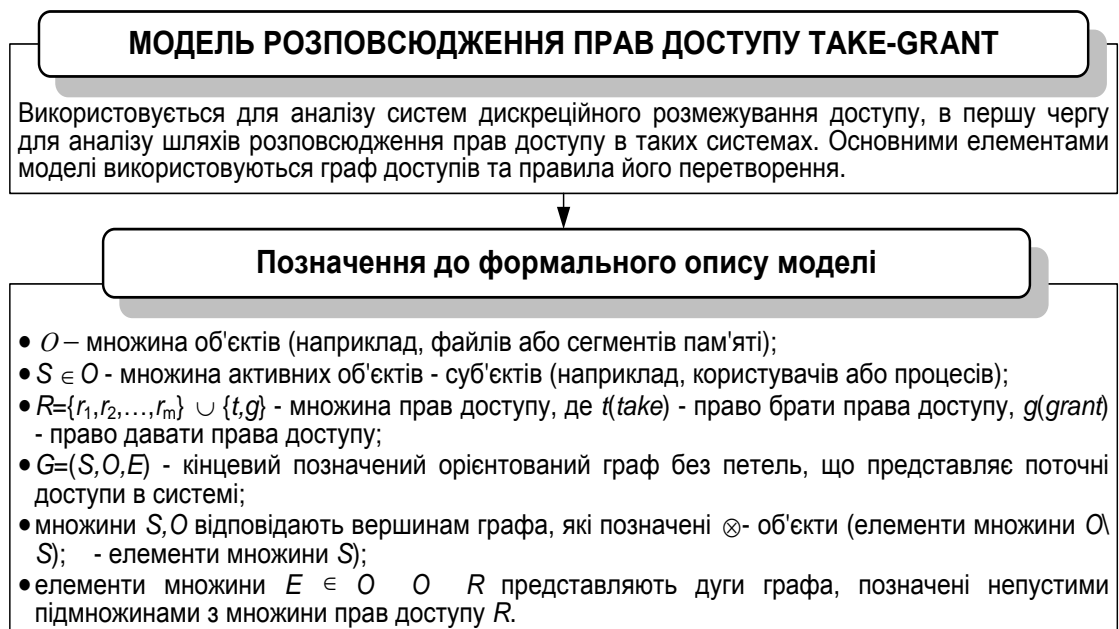 МОДЕЛЬ РОЗПОВСЮДЖЕННЯ ПРАВ ДОСТУПУ TAKE-GRANT
Використовується для аналізу систем дискреційного розмежування доступу, в першу чергу
для аналізу шляхів розповсюдження прав доступу в таких системах. Основними елементами
моделі використовуються граф доступів та правила його перетворення.
Позначення до формального опису моделі
• O – множина об'єктів (наприклад, файлів або сегментів пам'яті);
• S ∈ O - множина активних об'єктів - суб'єктів (наприклад, користувачів або процесів);
• R={r1,r2,…,rm} ∪ {t,g} - множина прав доступу, де t(take) - право брати права доступу, g(grant)
- право давати права доступу;
• G=(S,O,E) - кінцевий позначений орієнтований граф без петель, що представляє поточні
доступи в системі;
• множини S,O відповідають вершинам графа, які позначені ⊗- об'єкти (елементи множини O\
S); - елементи множини S);
• елементи множини E ∈ O O R представляють дуги графа, позначені непустими
підмножинами з множини прав доступу R.